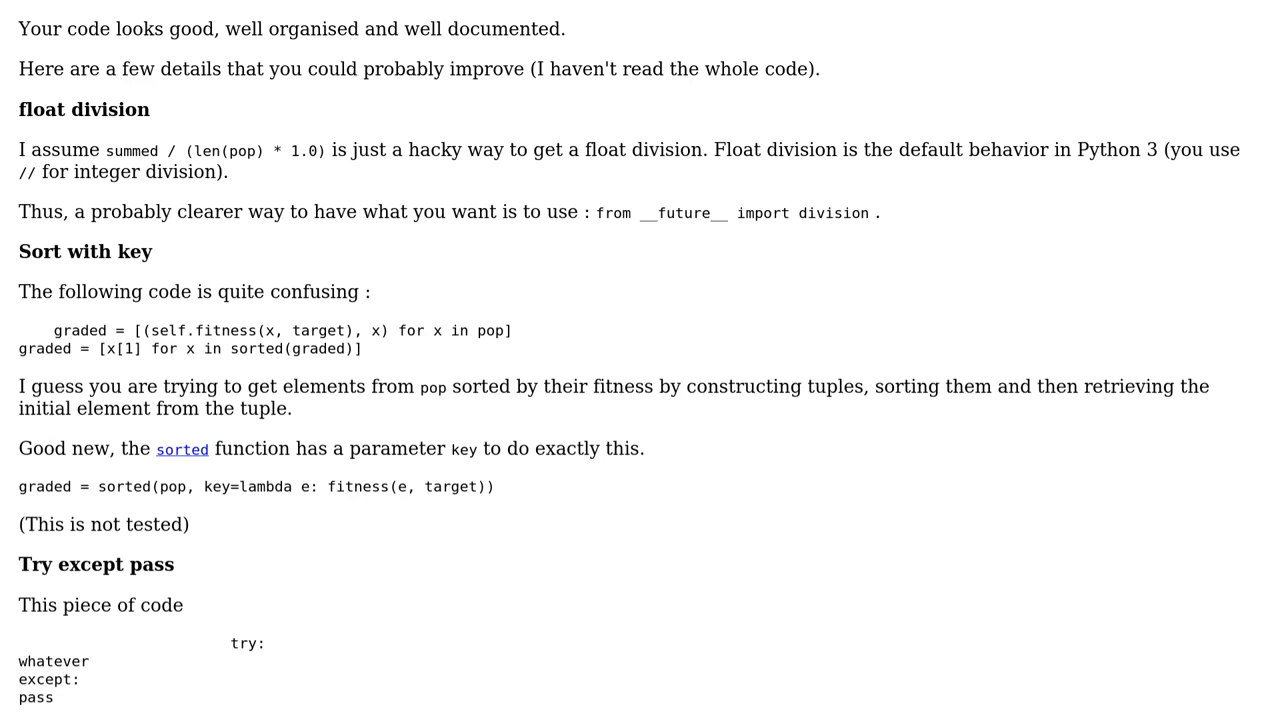 Your code looks good, well organised and well documented.
Here are a few details that you could probably improve (I haven't read the whole code).
float division
I assume summed / (len(pop) * 1.0) is just a hacky way to get a float division. Float division is the default behavior in Python 3 (you use
// for integer division).
Thus, a probably clearer way to have what you want is to use : from __future__ import division .
Sort with key
The following code is quite confusing :
    graded = [(self.fitness(x, target), x) for x in pop]
graded = [x[1] for x in sorted(graded)]
I guess you are trying to get elements from pop sorted by their fitness by constructing tuples, sorting them and then retrieving the
initial element from the tuple.
Good new, the sorted function has a parameter key to do exactly this.
graded = sorted(pop, key=lambda e: fitness(e, target))
(This is not tested)
Try except pass
This piece of code
                        try:
whatever
except:
pass